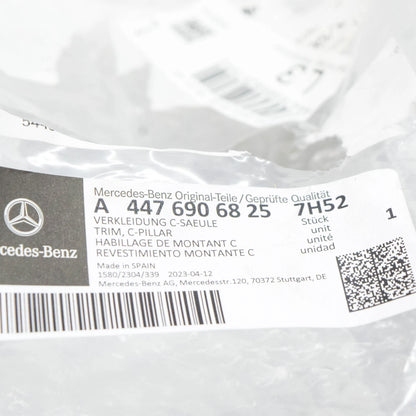 Mercedes-Benz Original-Teile/Geprüfte Qualität
A 447 690 68 25 7H52
VERKLEIDUNG C-SAEULE Stück 1
TRIM, C-PILLAR unit
HABILLAGE DE MONTANT C unité
REVESTIMIENTO MONTANTE C unidad
rcedes-Benz
Made in SPAIN
1580/2304/339 2023-04-12
Mercedes-Benz AG, Mercedesstr.120, 70372 Stuttgart, DE